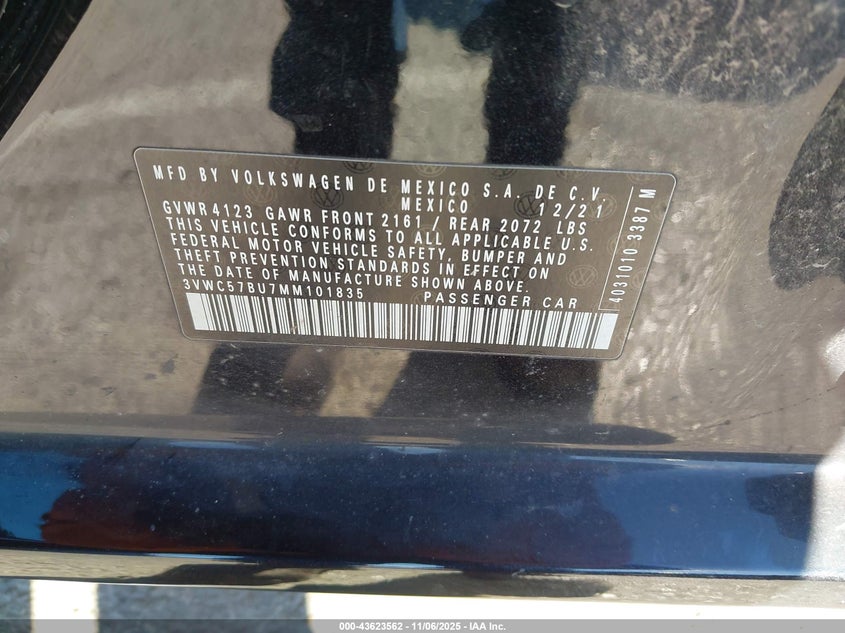 MFD BY VOLKSWAGEN DE MEXICO S.A. DE C.V.
MEXICO 12/21
GVWR 4123 GAWR FRONT 2161 / REAR 2072 LBS
THIS VEHICLE CONFORMS TO ALL APPLICABLE U.S.
FEDERAL MOTOR VEHICLE SAFETY, BUMPER AND
THEFT PREVENTION STANDARDS IN EFFECT ON
THE DATE OF MANUFACTURE SHOWN ABOVE.
3VWC57BU7MM101835 PASSENGER CAR
4031010 3387 M
000-43623562 - 11/06/2025 - IAA Inc.